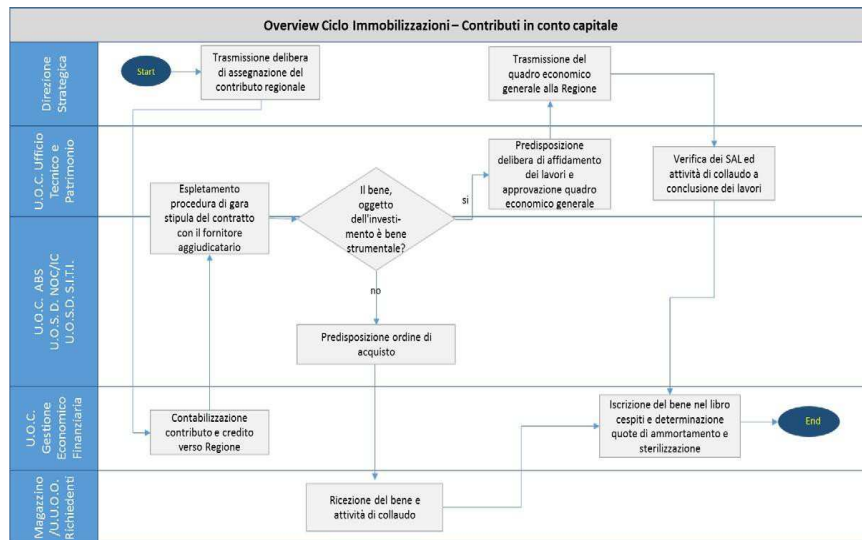 Overview Ciclo Immobilizzazioni – Contributi in conto capitale
Direzione
Strategica
Start
Trasmissione delibera
di assegnazione del
contributo regionale
Trasmissione del
quadro economico
generale alla Regione
U.O.C. Ufficio
Tecnico e
Patrimonio
Espletamento
procedura di gara
stipula del contratto
con il fornitore
aggiudicatario
Il bene,
oggetto
dell'investi-
mento è bene
strumentale?
si
Predisposizione
delibera di affidamento
dei lavori e
approvazione quadro
economico generale
Verifica dei SAL ed
attività di collaudo a
conclusione dei lavori
U.O.C. ABS
U.O.S. D. NOC/IC
U.O.S.D. S.I.T.I.
no
Predisposizione ordine di
acquisto
U.O.C.
Gestione
Economico
Finanziaria
Contabilizzazione
contributo e credito
verso Regione
Iscrizione del bene nel libro
cespiti e determinazione
quote di ammortamento e
sterilizzazione
End
Magazzino
/U.U.O.O.
Richiedenti
Ricezione del bene e
attività di collaudo